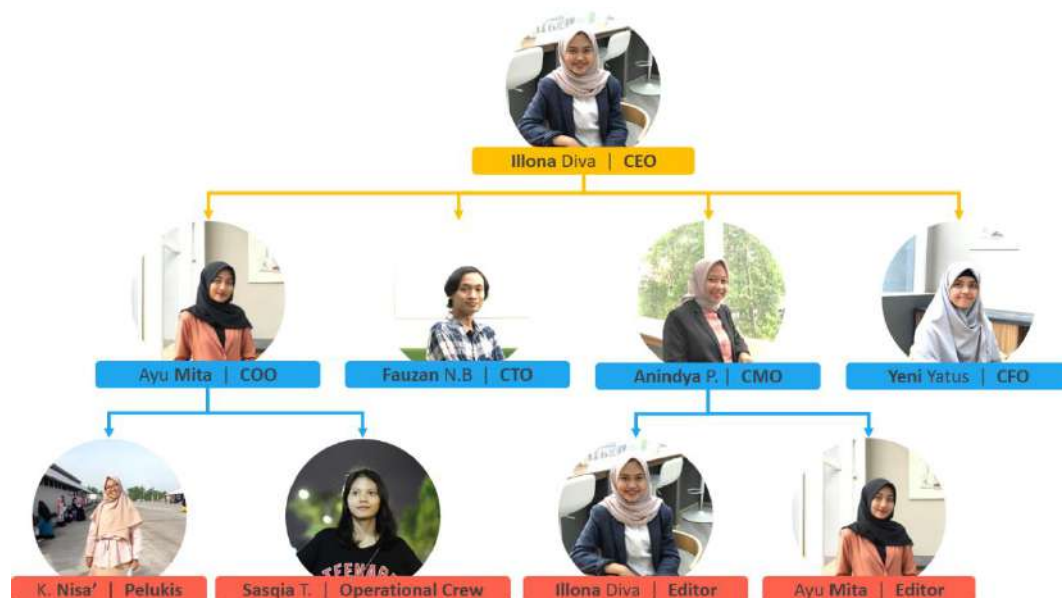 Illona Diva | CEO
Ayu Mita | COO
Fauzan N.B | CTO
Anindya P. | CMO
Yeni Yatus | CFO
K. Nisa' | Pelukis
Sasqia T. | Operational Crew
Illona Diva | Editor
Ayu Mita | Editor